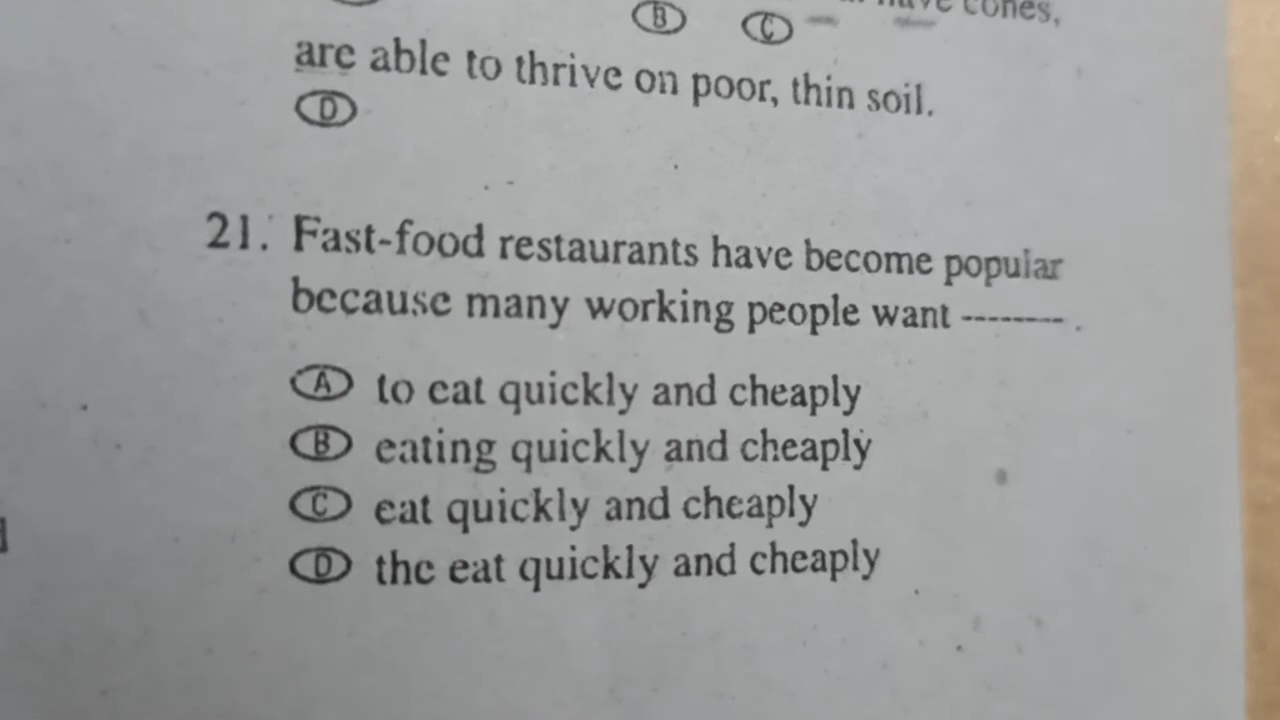 have cones,
B C
are able to thrive on poor, thin soil.
D
21. Fast-food restaurants have become popular
because many working people want -------- .
A to eat quickly and cheaply
B eating quickly and cheaply
C eat quickly and cheaply
D the eat quickly and cheaply